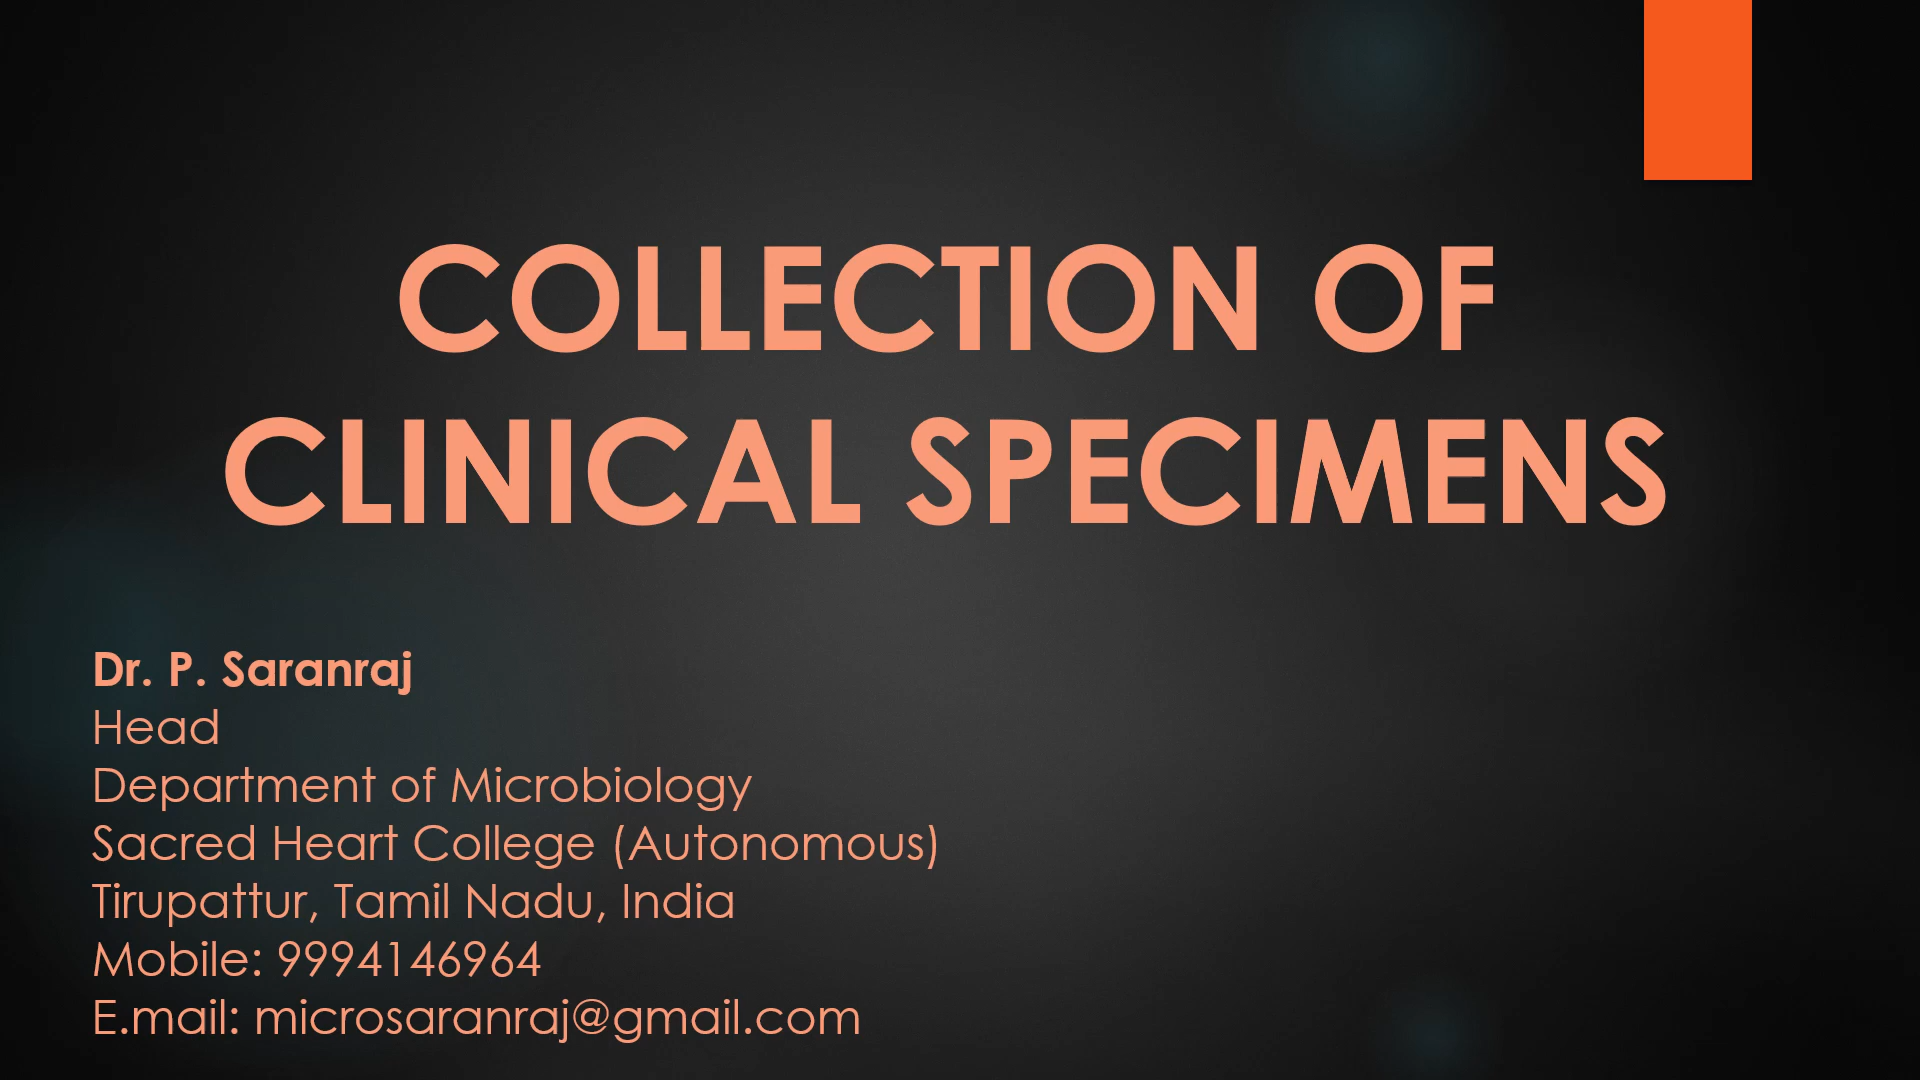 COLLECTION OF
CLINICAL SPECIMENS
Dr. P. Saranraj
Head
Department of Microbiology
Sacred Heart College (Autonomous)
Tirupattur, Tamil Nadu, India
Mobile: 9994146964
E.mail: microsaranraj@gmail.com